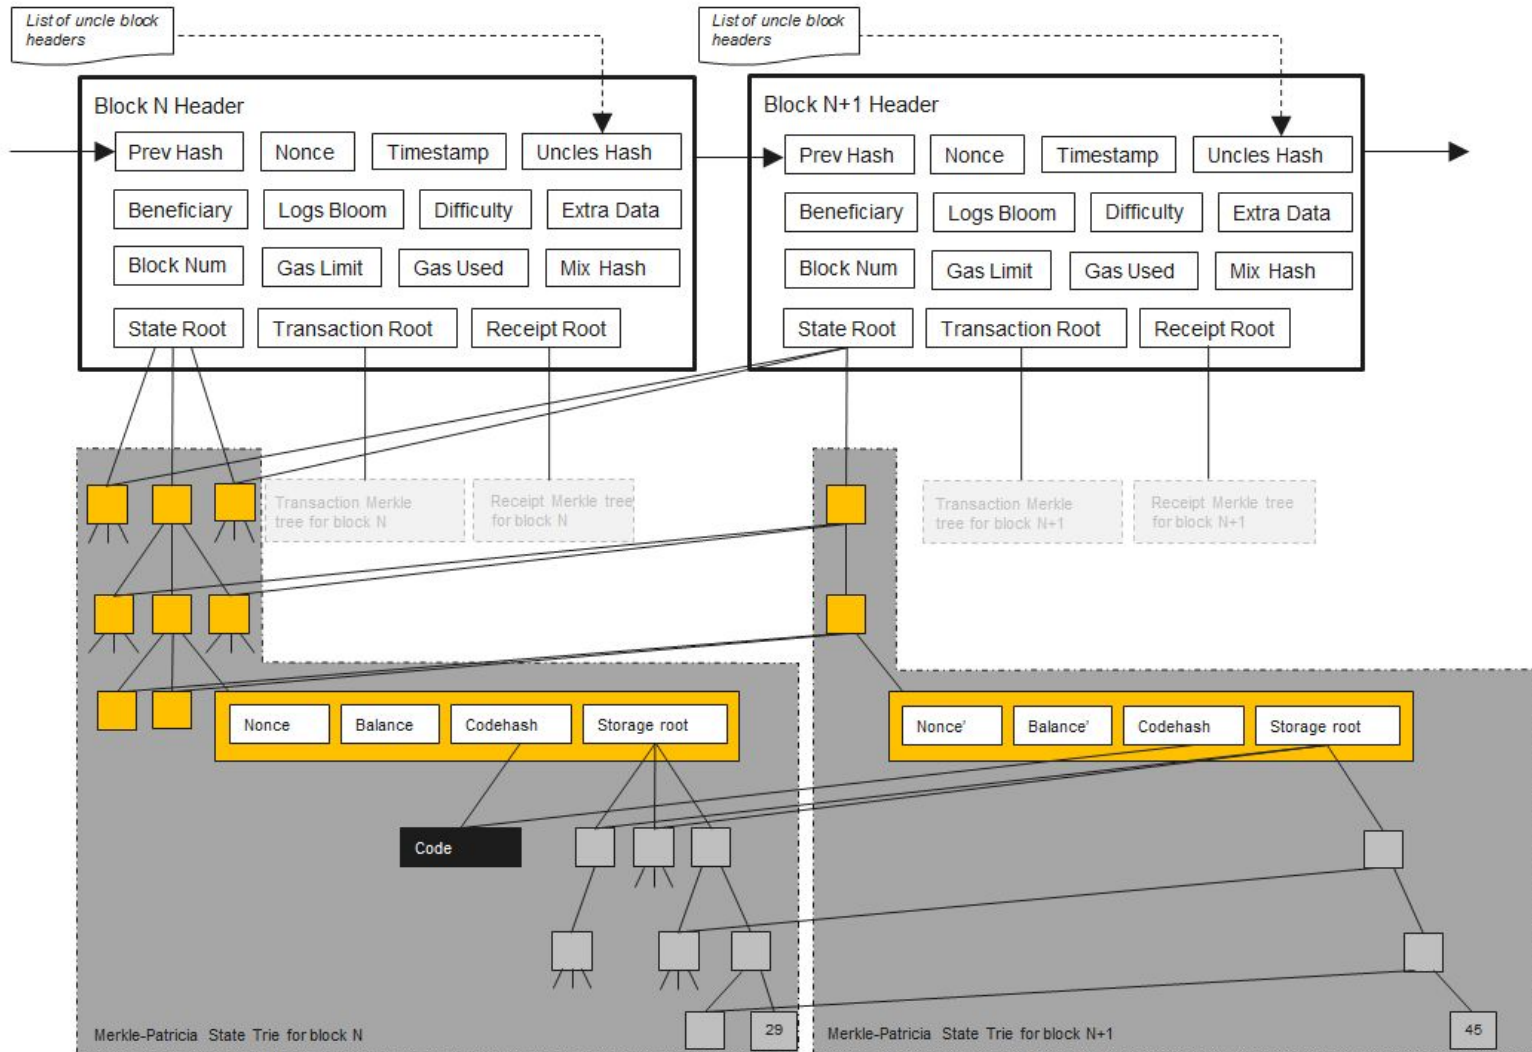 List of uncle block
headers
List of uncle block
headers
Block N Header
Prev Hash
Nonce
Timestamp
Uncles Hash
Beneficiary
Logs Bloom
Difficulty
Extra Data
Block Num
Gas Limit
Gas Used
Mix Hash
State Root
Transaction Root
Receipt Root
Block N+1 Header
Prev Hash
Nonce
Timestamp
Uncles Hash
Beneficiary
Logs Bloom
Difficulty
Extra Data
Block Num
Gas Limit
Gas Used
Mix Hash
State Root
Transaction Root
Receipt Root
Transaction Merkle
tree for block N
Receipt Merkle tree
for block N
Transaction Merkle
tree for block N+1
Receipt Merkle tree
for block N+1
Nonce
Balance
Codehash
Storage root
Nonce'
Balance'
Codehash
Storage root
Code
29
45
Merkle-Patricia State Trie for block N
Merkle-Patricia State Trie for block N+1